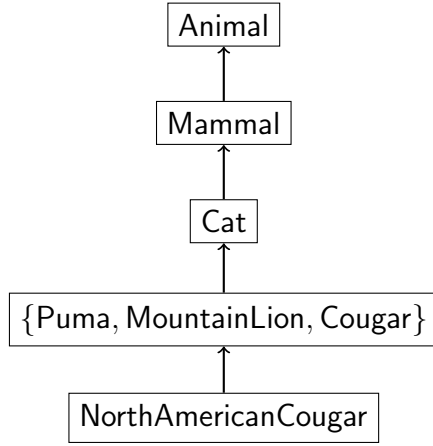 Animal
Mammal
Cat
{Puma, MountainLion, Cougar}
NorthAmericanCougar